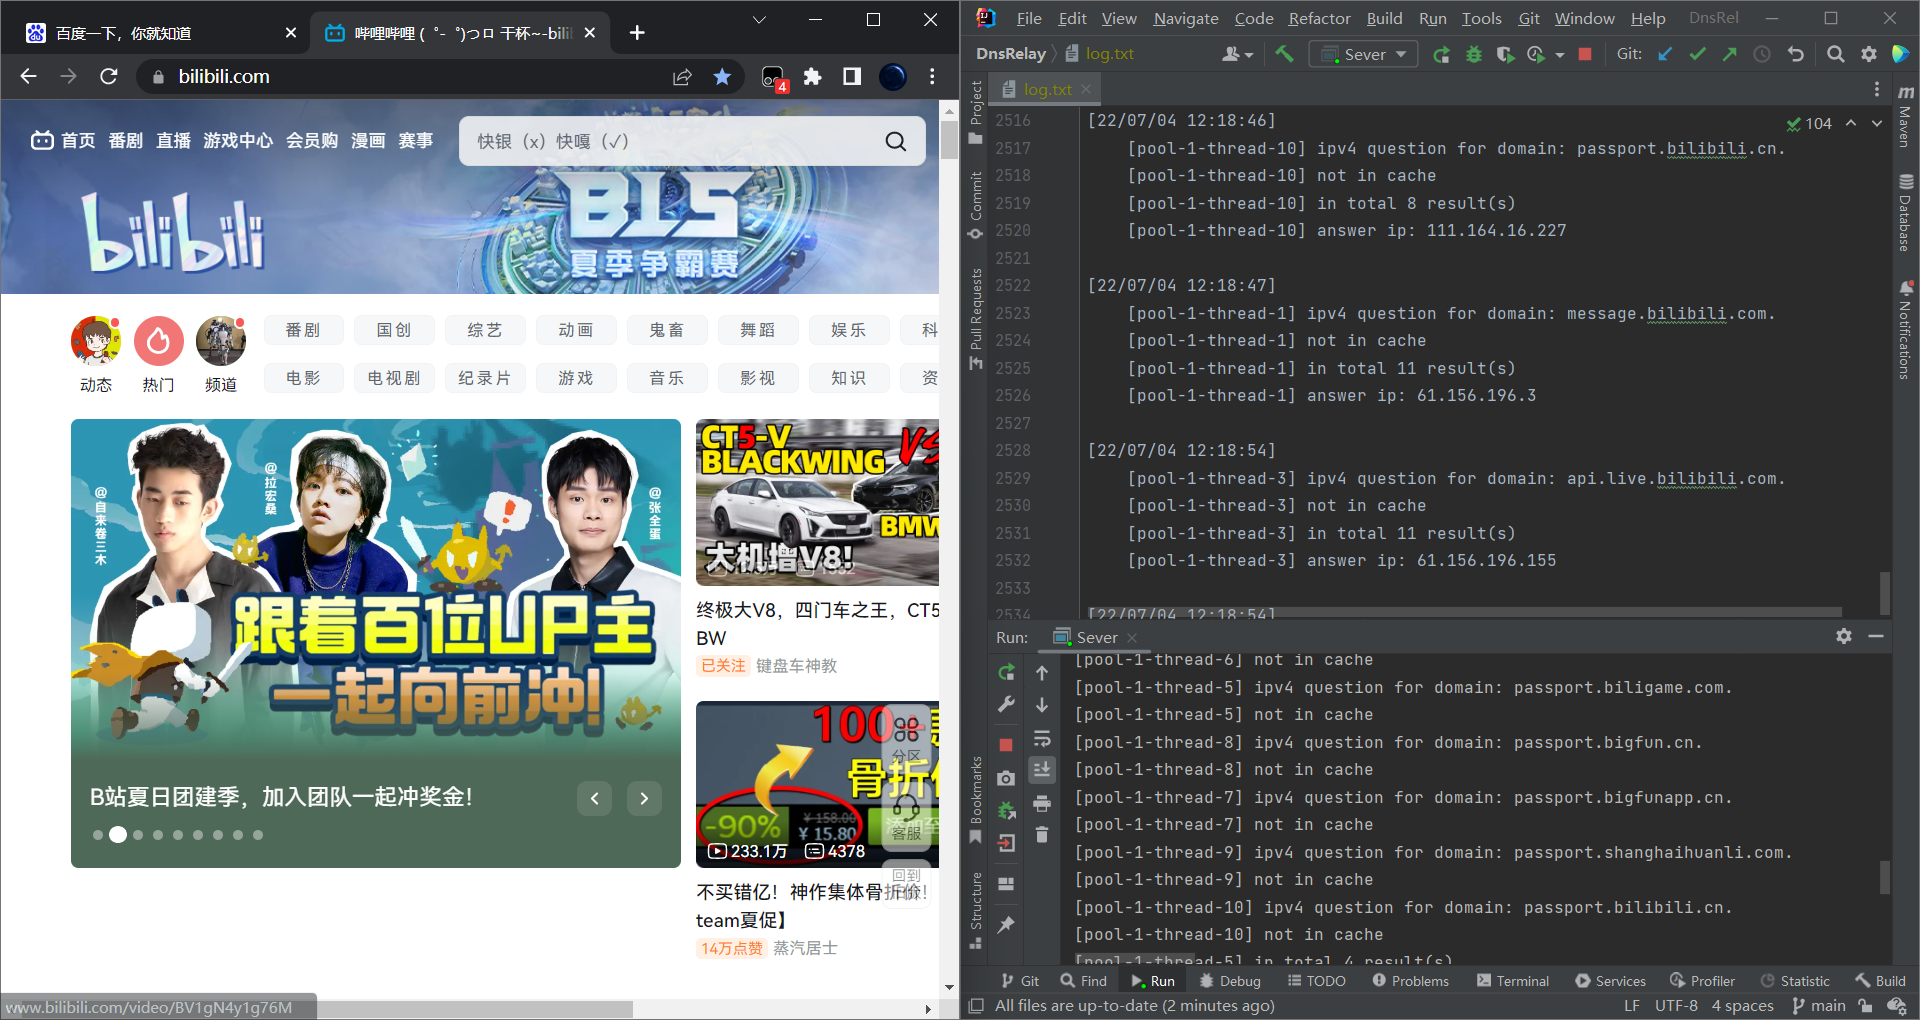 百度一下，你就知道
哔哩哔哩 (゜-゜)つロ 干杯~-bili
bilibili.com
4
首页 番剧 直播 游戏中心 会员购 漫画 赛事
快银（x）快嘎（✓）
bilibili
BLS
夏季争霸赛
动态 热门 频道
番剧 国创 综艺 动画 鬼畜 舞蹈 娱乐 科
电影 电视剧 纪录片 游戏 音乐 影视 知识 资
@自来卷三木
@拉宏桑
@张全蛋
跟着百位UP主
一起向前冲!
B站夏日团建季，加入团队一起冲奖金！
CT5-V
BLACKWING
VS
BMW
大机撸V8!
终极大V8，四门车之王，CT5
BW
已关注 键盘车神教
100+
骨折价
-90%
¥ 158.00
¥ 15.80
添加至
233.1万 4378
分区
客服
回到
不买错亿！神作集体骨折价！
team夏促】
14万点赞 蒸汽居士
www.bilibili.com/video/BV1gN4y1g76M
File Edit View Navigate Code Refactor Build Run Tools Git Window Help DnsRel
DnsRelay log.txt Sever Git:
log.txt
104
Project
Commit
Pull Requests
Bookmarks
Structure
Maven
Database
Notifications
2516 [22/07/04 12:18:46]
2517 [pool-1-thread-10] ipv4 question for domain: passport.bilibili.cn.
2518 [pool-1-thread-10] not in cache
2519 [pool-1-thread-10] in total 8 result(s)
2520 [pool-1-thread-10] answer ip: 111.164.16.227
2521
2522 [22/07/04 12:18:47]
2523 [pool-1-thread-1] ipv4 question for domain: message.bilibili.com.
2524 [pool-1-thread-1] not in cache
2525 [pool-1-thread-1] in total 11 result(s)
2526 [pool-1-thread-1] answer ip: 61.156.196.3
2527
2528 [22/07/04 12:18:54]
2529 [pool-1-thread-3] ipv4 question for domain: api.live.bilibili.com.
2530 [pool-1-thread-3] not in cache
2531 [pool-1-thread-3] in total 11 result(s)
2532 [pool-1-thread-3] answer ip: 61.156.196.155
2533
2534 [22/07/04 12:18:54]
Run: Sever
[pool-1-thread-6] not in cache
[pool-1-thread-5] ipv4 question for domain: passport.biligame.com.
[pool-1-thread-5] not in cache
[pool-1-thread-8] ipv4 question for domain: passport.bigfun.cn.
[pool-1-thread-8] not in cache
[pool-1-thread-7] ipv4 question for domain: passport.bigfunapp.cn.
[pool-1-thread-7] not in cache
[pool-1-thread-9] ipv4 question for domain: passport.shanghaihuanli.com.
[pool-1-thread-9] not in cache
[pool-1-thread-10] ipv4 question for domain: passport.bilibili.cn.
[pool-1-thread-10] not in cache
[pool-1-thread-5] in total 4 result(s)
Git Find Run Debug TODO Problems Terminal Services Profiler Statistic Build
All files are up-to-date (2 minutes ago) LF UTF-8 4 spaces main